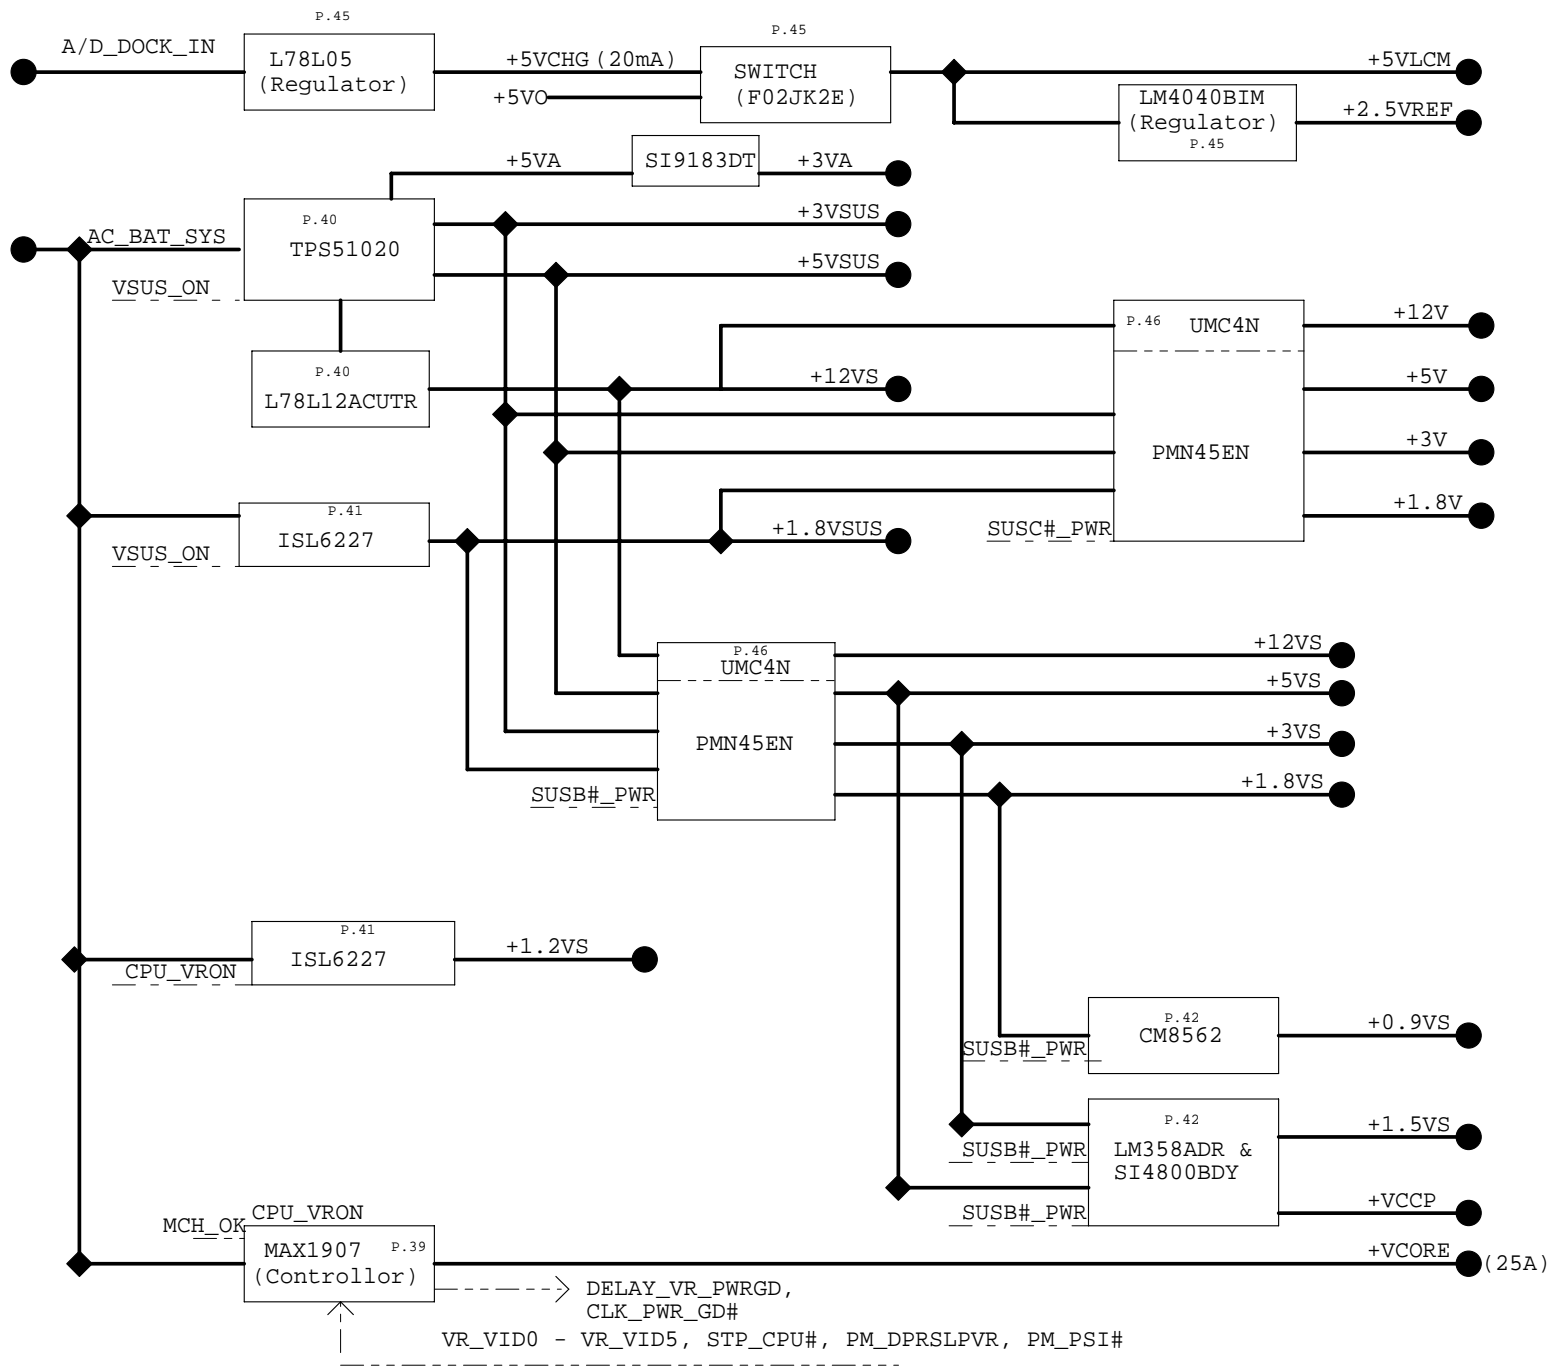 P.45
A/D_DOCK_IN
L78L05
(Regulator)
+5VCHG (20mA)
+5VO
P.45
SWITCH
(F02JK2E)
+5VLCM
LM4040BIM
(Regulator)
P.45
+2.5VREF
+5VA
SI9183DT
+3VA
P.40
TPS51020
AC_BAT_SYS
VSUS_ON
+3VSUS
+5VSUS
P.46
UMC4N
+12V
P.40
L78L12ACUTR
+12VS
+5V
PMN45EN
+3V
+1.8V
SUSC#_PWR
P.41
ISL6227
VSUS_ON
+1.8VSUS
P.46
UMC4N
+12VS
+5VS
PMN45EN
+3VS
SUSB#_PWR
+1.8VS
P.41
ISL6227
CPU_VRON
+1.2VS
P.42
CM8562
SUSB#_PWR
+0.9VS
P.42
LM358ADR &
SI4800BDY
SUSB#_PWR
+1.5VS
SUSB#_PWR
+VCCP
CPU_VRON
MCH_OK
MAX1907
P.39
(Controllor)
+VCORE
(25A)
DELAY_VR_PWRGD,
CLK_PWR_GD#
VR_VID0 - VR_VID5, STP_CPU#, PM_DPRSLPVR, PM_PSI#